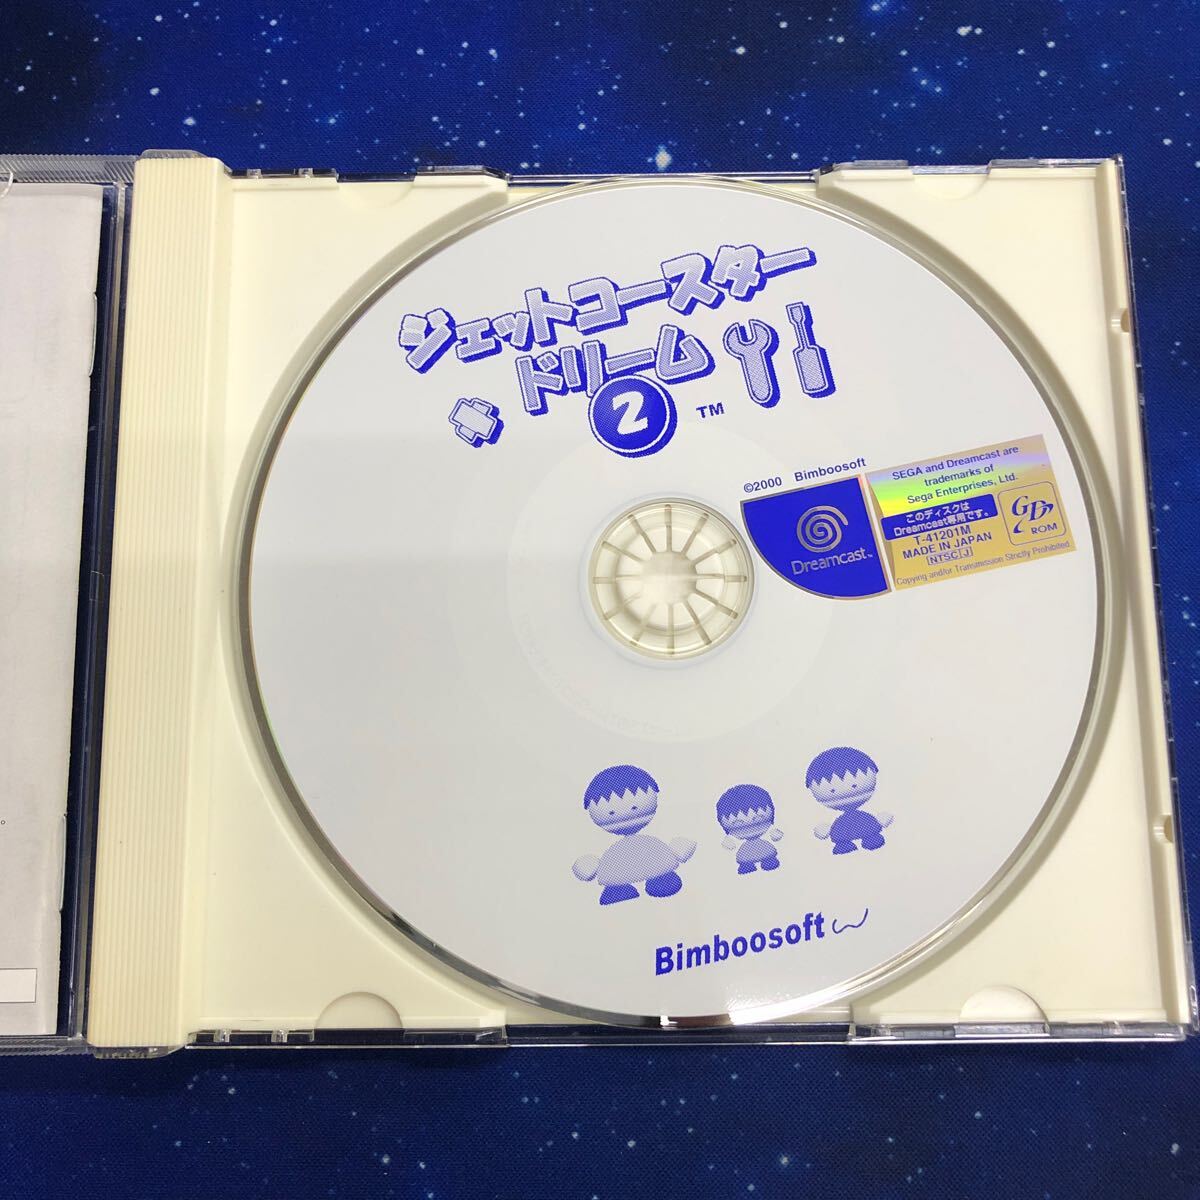 ジェットコースター
ドリーム
2 TM
©2000 Bimboosoft
Dreamcast
SEGA and Dreamcast are
trademarks of
Sega Enterprises, Ltd.
このディスクは
Dreamcast専用です。
T-41201M
MADE IN JAPAN
NTSC J
Copying and/or Transmission Strictly Prohibited
GD
ROM
Bimboosoft